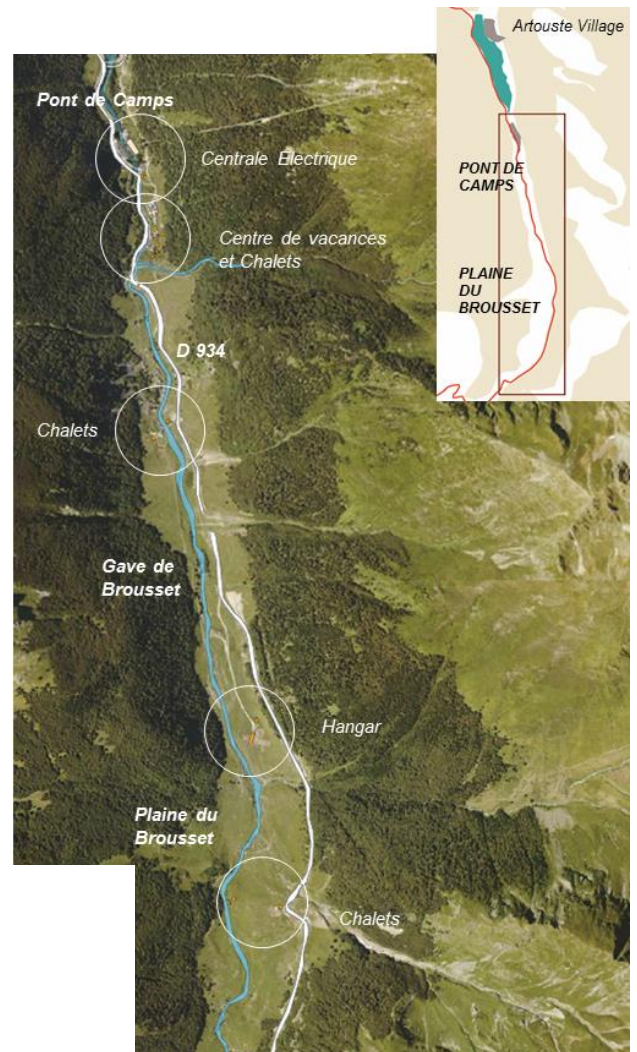 Artouste Village
Pont de Camps
Centrale Electrique
PONT DE
CAMPS
Centre de vacances
et Chalets
PLAINE
DU
BROUSSET
D 934
Chalets
Gave de
Brousset
Hangar
Plaine du
Brousset
Chalets